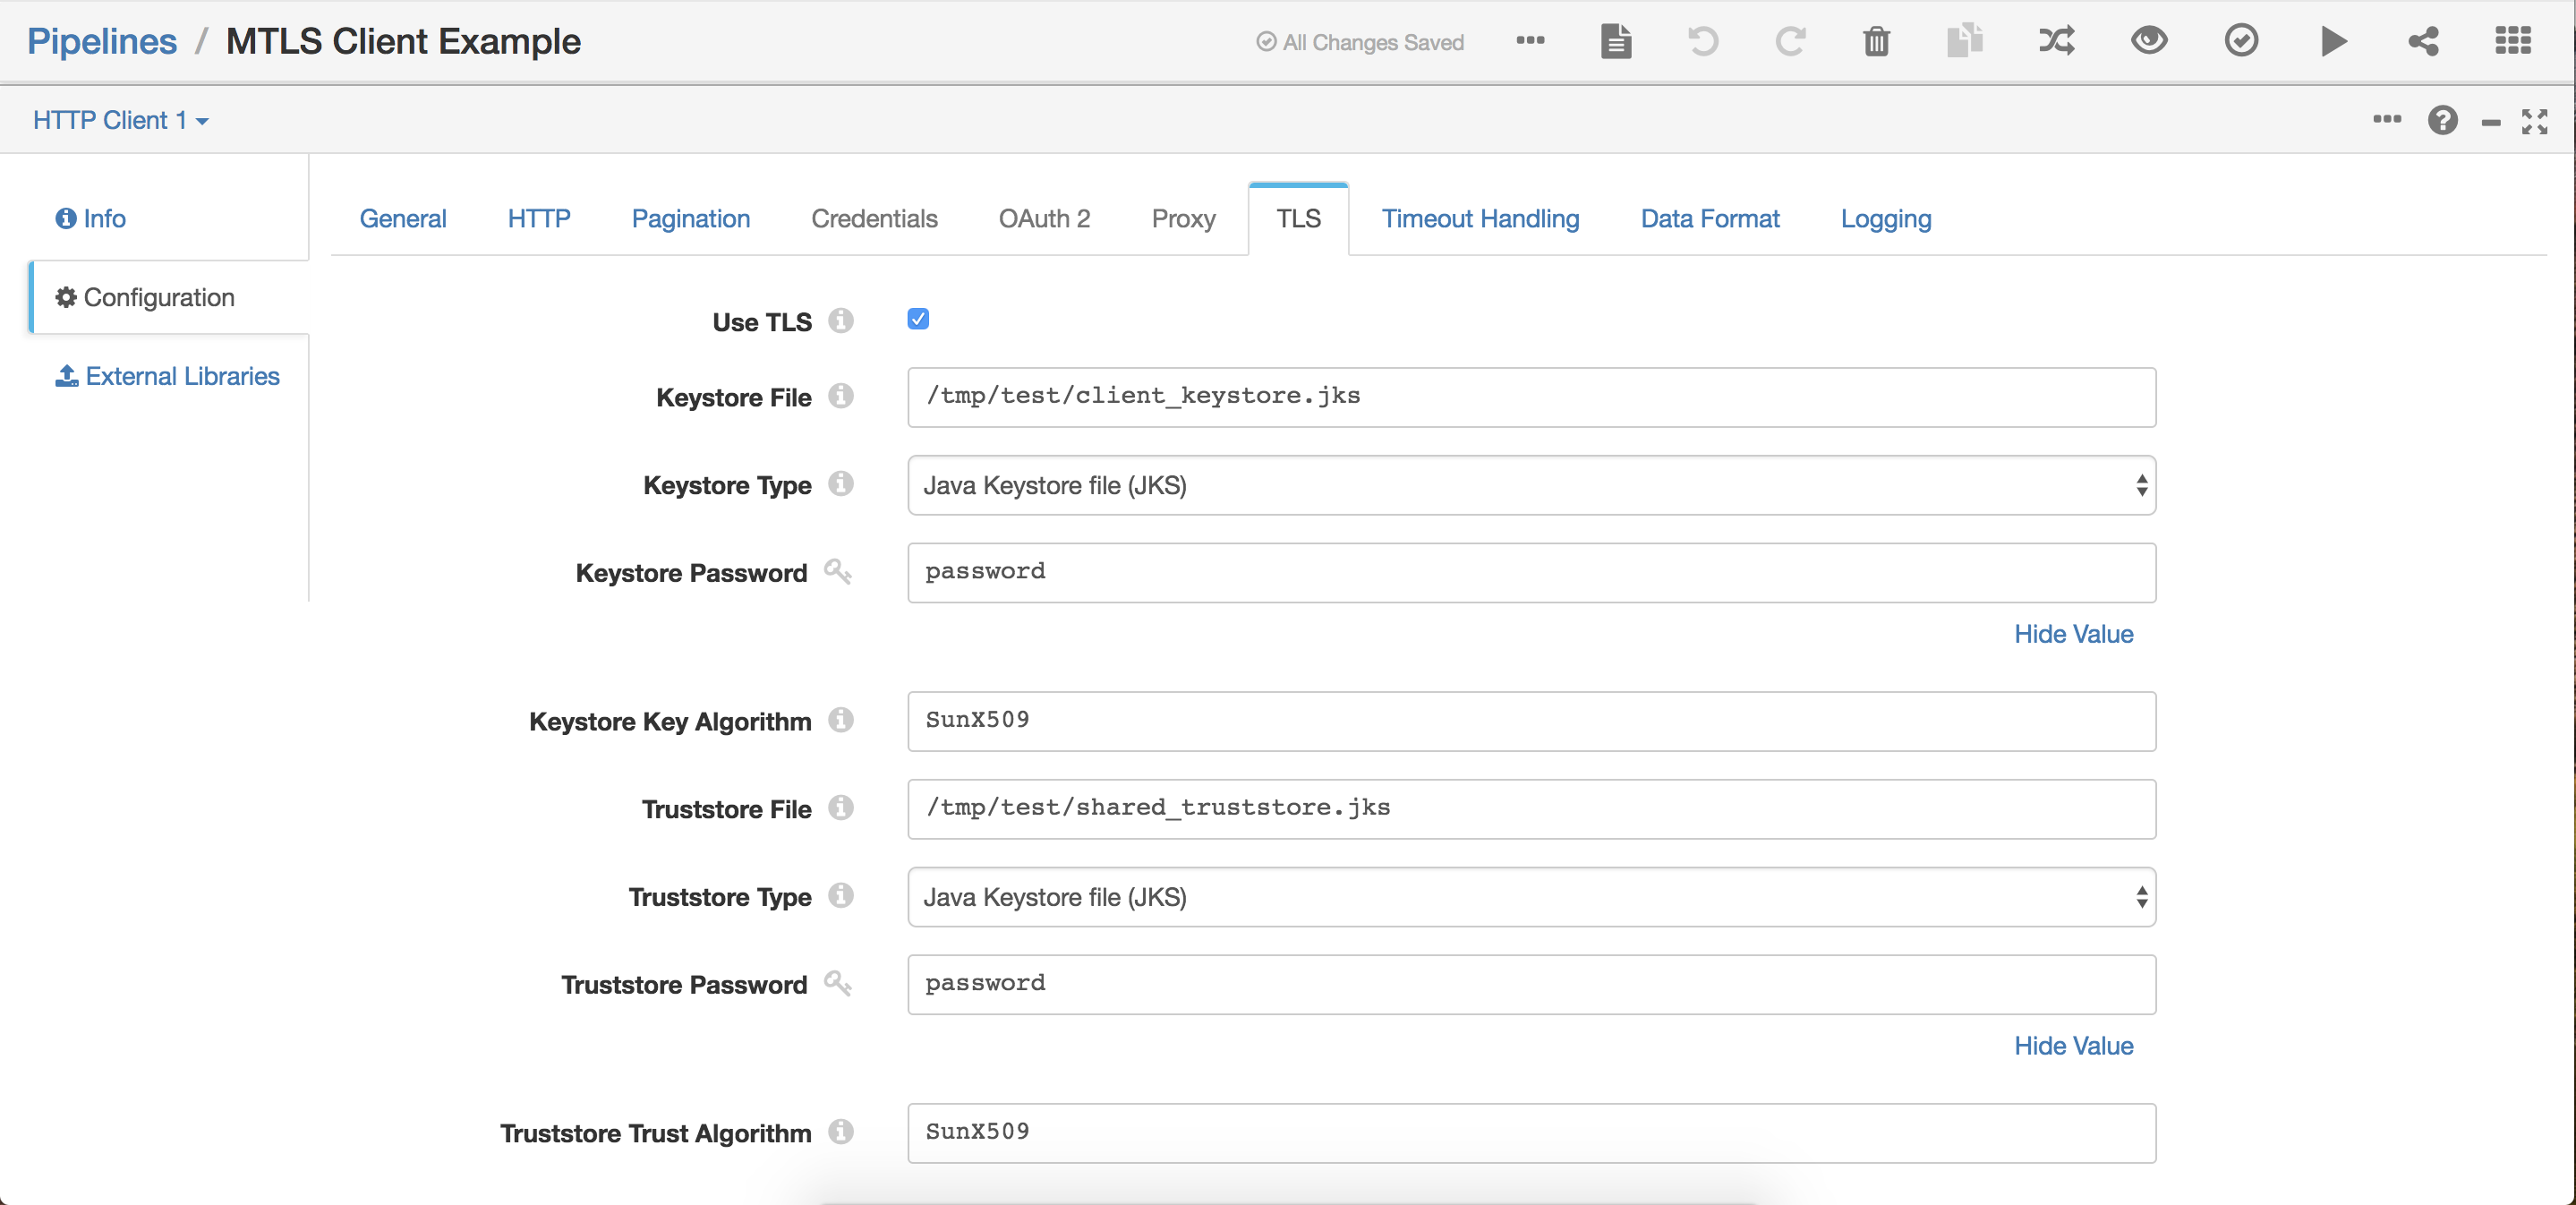 Pipelines / MTLS Client Example
All Changes Saved
HTTP Client 1
Info
Configuration
External Libraries
General HTTP Pagination Credentials OAuth 2 Proxy TLS Timeout Handling Data Format Logging
Use TLS
Keystore File /tmp/test/client_keystore.jks
Keystore Type Java Keystore file (JKS)
Keystore Password password
Hide Value
Keystore Key Algorithm SunX509
Truststore File /tmp/test/shared_truststore.jks
Truststore Type Java Keystore file (JKS)
Truststore Password password
Hide Value
Truststore Trust Algorithm SunX509